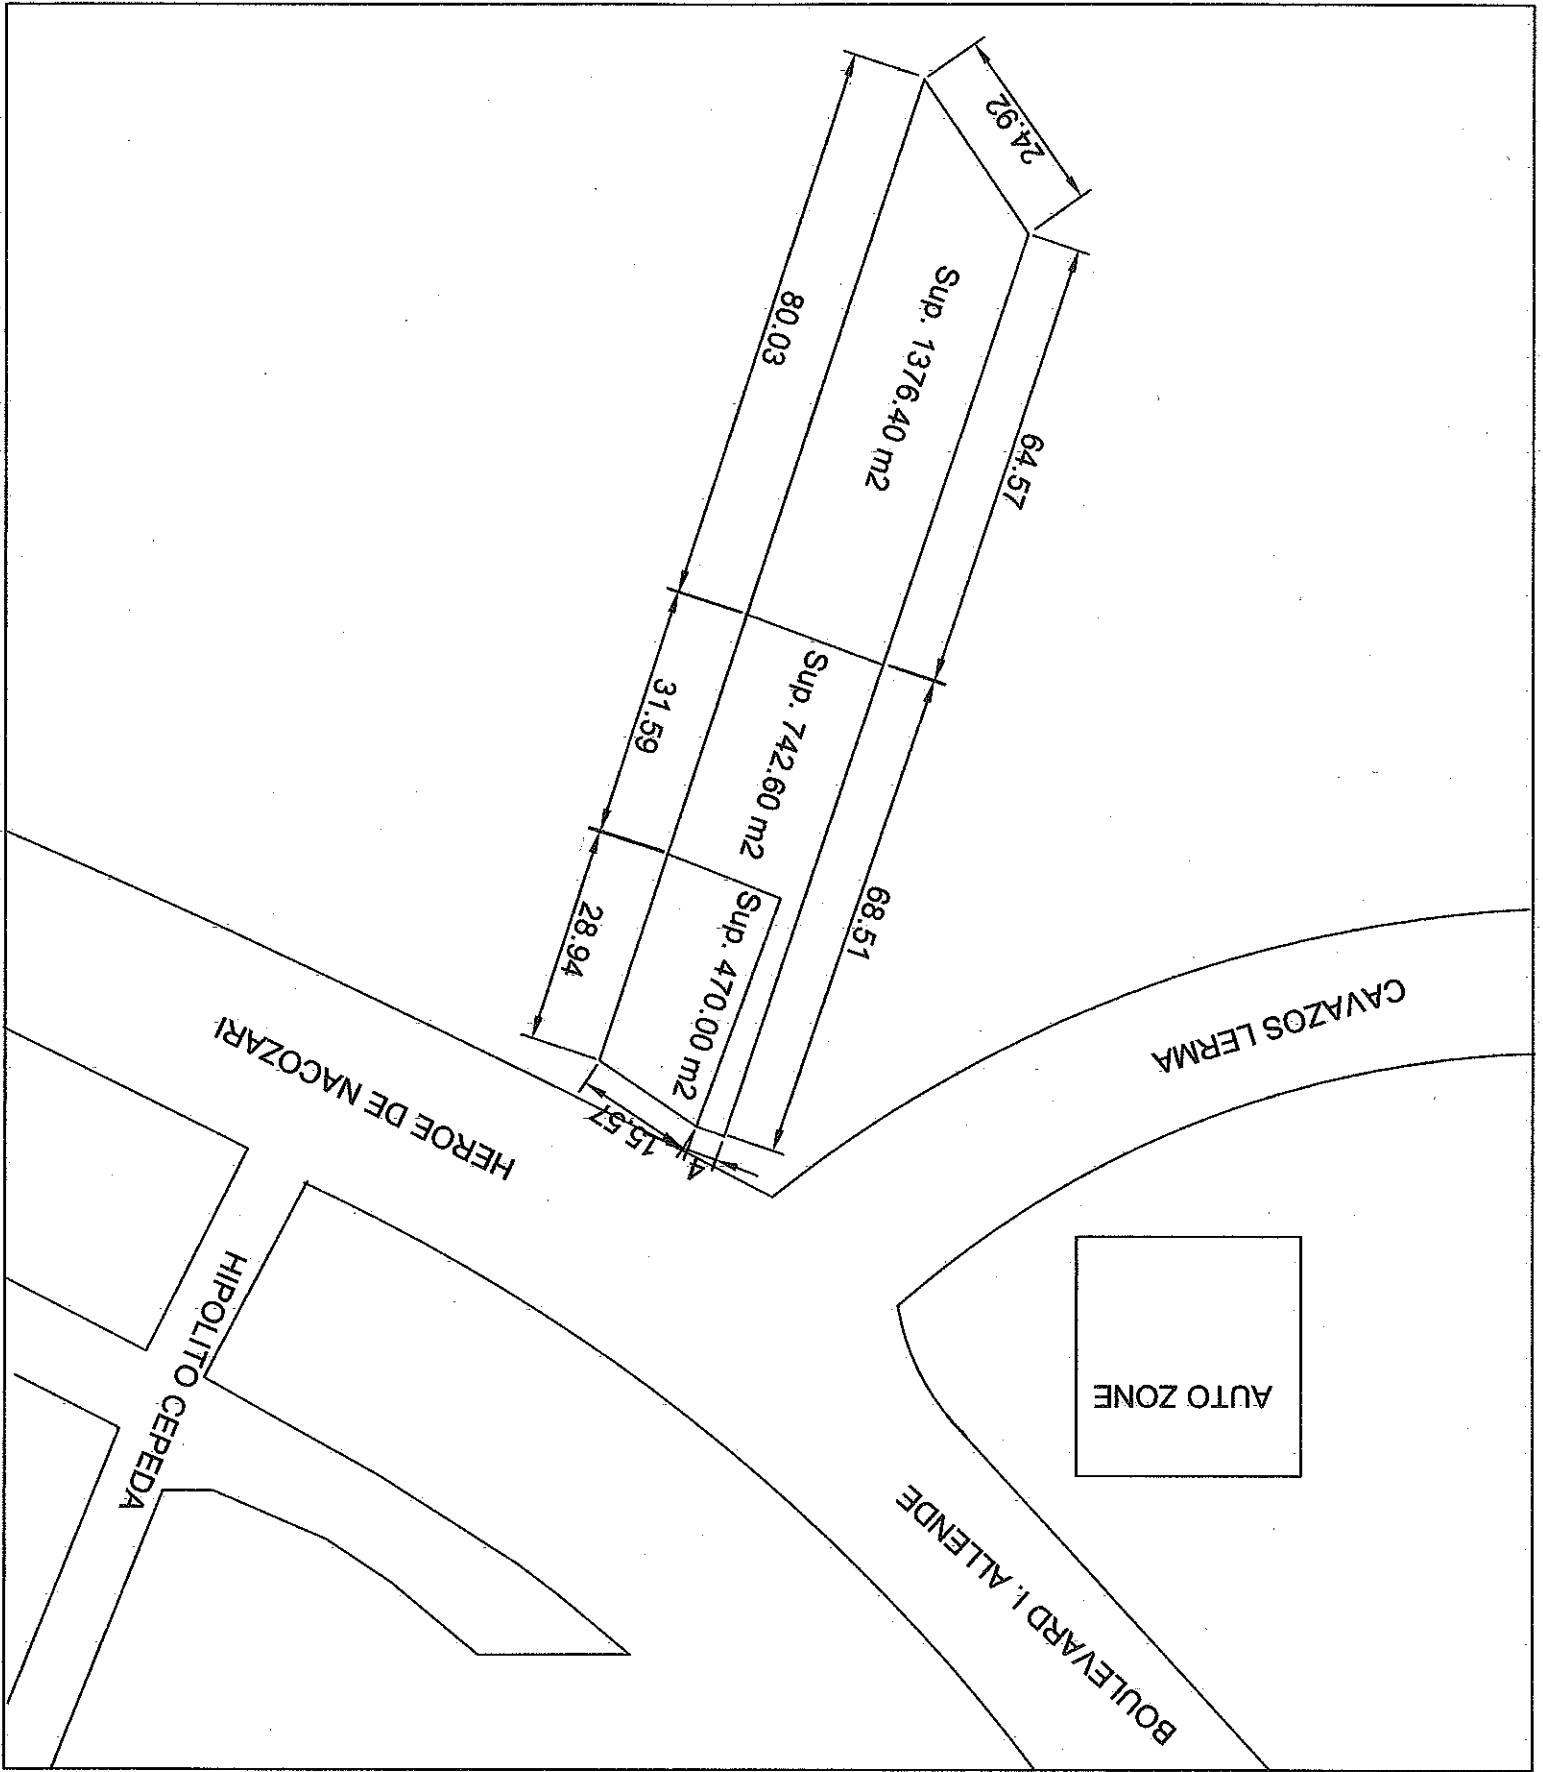 24.92
80.03
Sup. 1376.40 m2
64.57
31.59
Sup. 742.60 m2
68.51
28.94
Sup. 470.00 m2
15.57
4
CAVAZOS LERMA
HEROE DE NACOZARI
HIPOLITO CEPEDA
AUTO ZONE
BOULEVARD I. ALLENDE